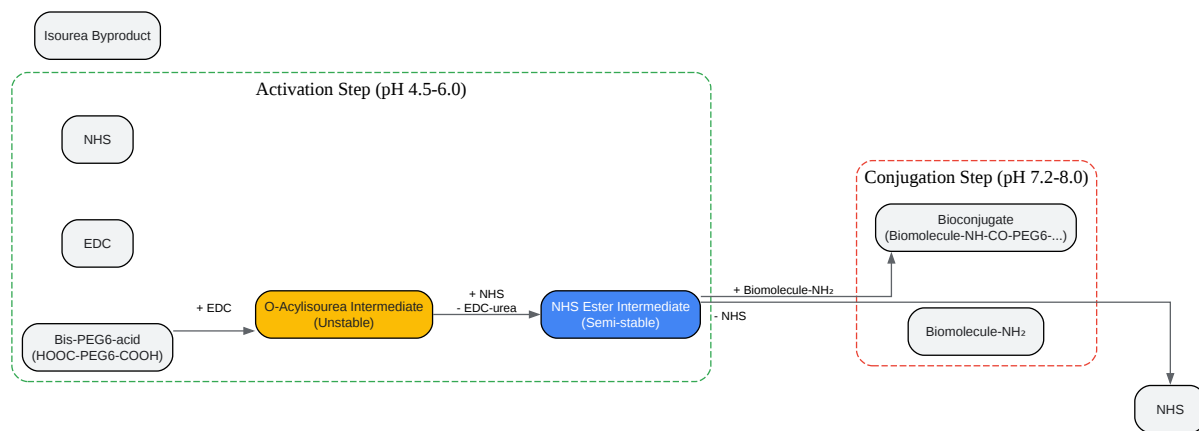 Isourea Byproduct
Activation Step (pH 4.5-6.0)
NHS
EDC
Bis-PEG6-acid
(HOOC-PEG6-COOH)
+ EDC
O-Acylisourea Intermediate
(Unstable)
+ NHS
- EDC-urea
NHS Ester Intermediate
(Semi-stable)
+ Biomolecule-NH₂
- NHS
Conjugation Step (pH 7.2-8.0)
Bioconjugate
(Biomolecule-NH-CO-PEG6-...)
Biomolecule-NH₂
NHS